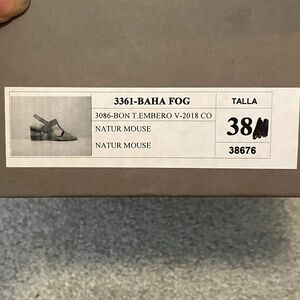 3361-BAHA FOG
TALLA
3086-BON T.EMBERO V-2018 CO
NATUR MOUSE
38
NATUR MOUSE
38676